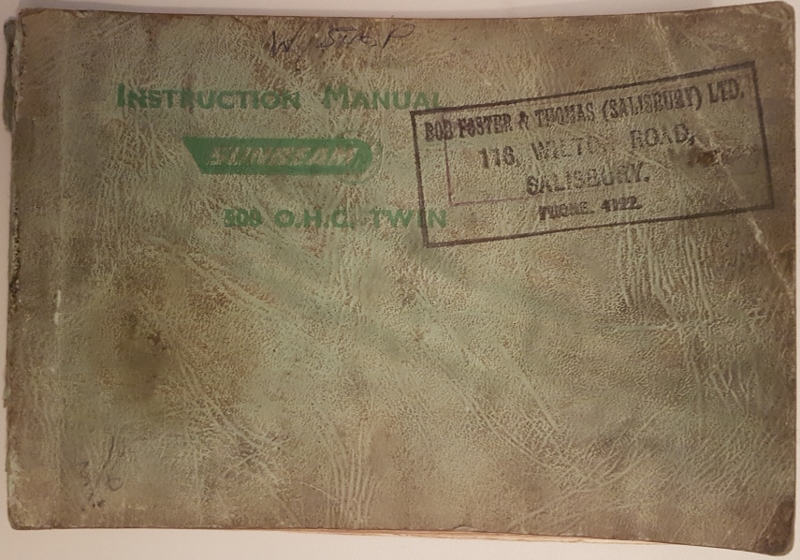 INSTRUCTION MANUAL
SUNBEAM
500 O.H.C. TWIN
BOB FOSTER & THOMAS (SALISBURY) LTD.
116, WILTON ROAD,
SALISBURY.
PHONE. 4122.
3/6